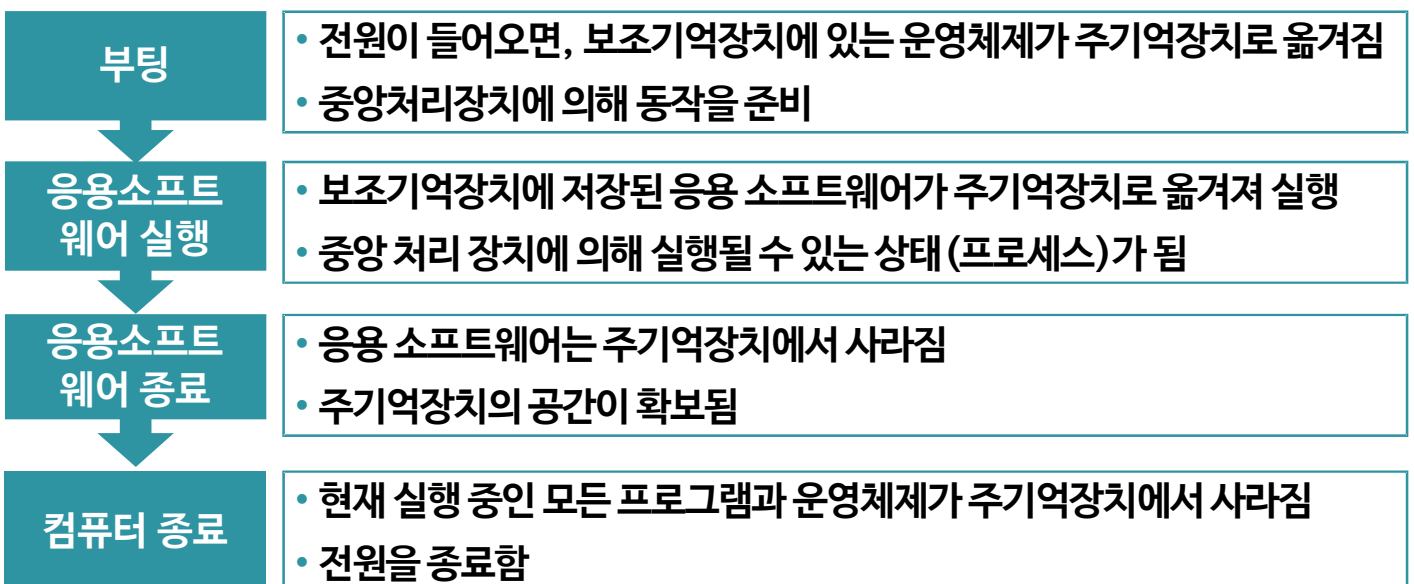 부팅
• 전원이 들어오면, 보조기억장치에 있는 운영체제가 주기억장치로 옮겨짐
• 중앙처리장치에 의해 동작을 준비
응용소프트
웨어 실행
• 보조기억장치에 저장된 응용 소프트웨어가 주기억장치로 옮겨져 실행
• 중앙 처리 장치에 의해 실행될 수 있는 상태(프로세스)가 됨
응용소프트
웨어 종료
• 응용 소프트웨어는 주기억장치에서 사라짐
• 주기억장치의 공간이 확보됨
컴퓨터 종료
• 현재 실행 중인 모든 프로그램과 운영체제가 주기억장치에서 사라짐
• 전원을 종료함